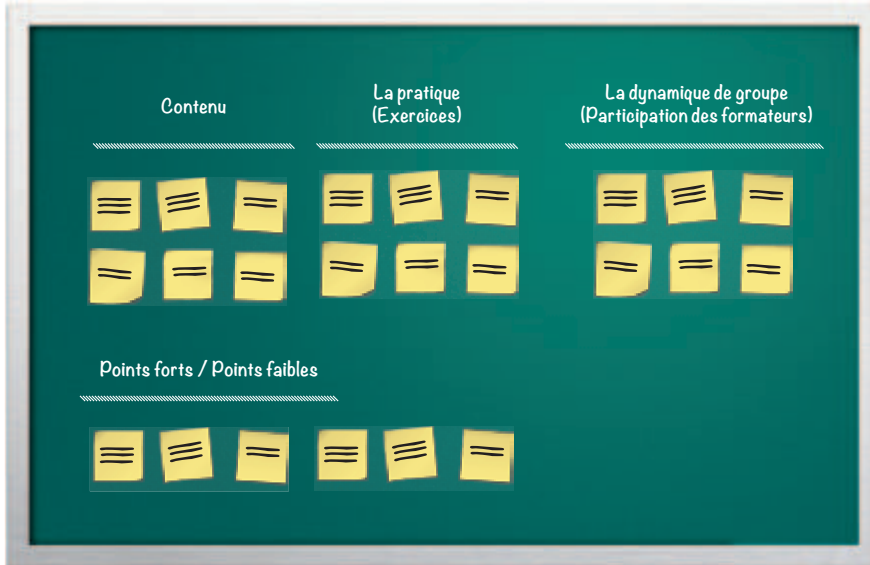 Contenu
La pratique
(Exercices)
La dynamique de groupe
(Participation des formateurs)
Points forts / Points faibles